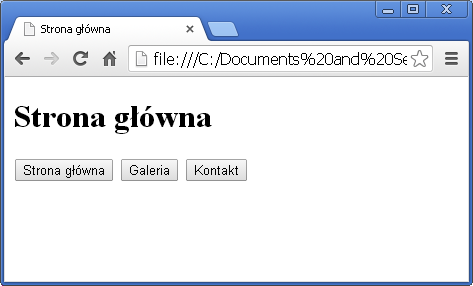 Strona główna
file:///C:/Documents%20and%20Se
Strona główna
Strona główna Galeria Kontakt